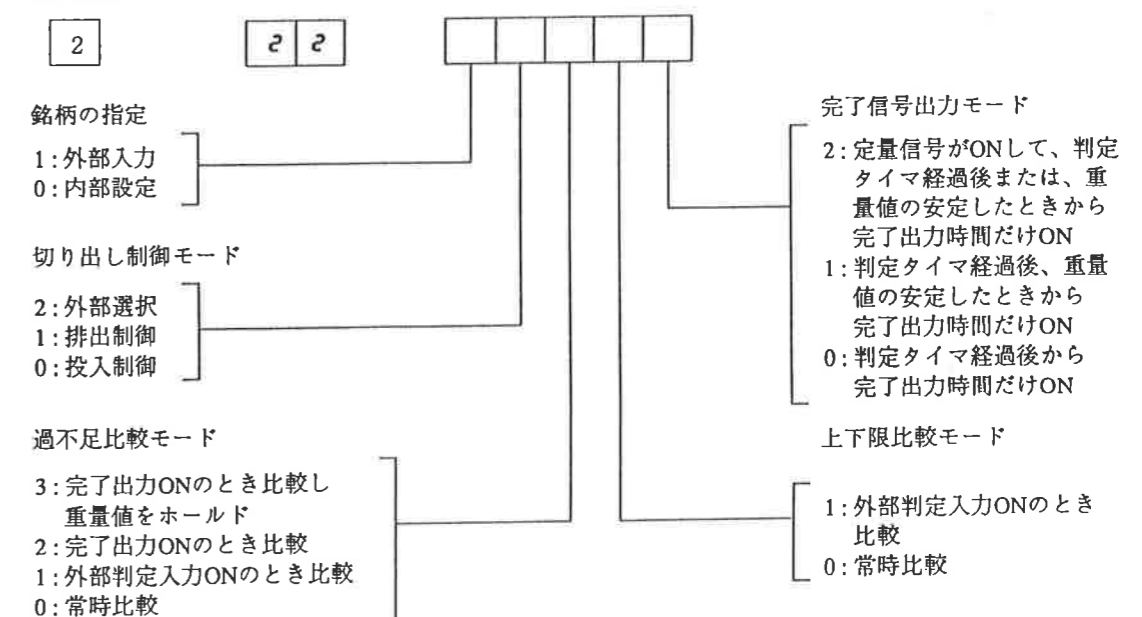 2
2 2
銘柄の指定
1:外部入力
0:内部設定
切り出し制御モード
2:外部選択
1:排出制御
0:投入制御
過不足比較モード
3:完了出力ONのとき比較し
重量値をホールド
2:完了出力ONのとき比較
1:外部判定入力ONのとき比較
0:常時比較
完了信号出力モード
2:定量信号がONして、判定
タイマ経過後または、重
量値の安定したときから
完了出力時間だけON
1:判定タイマ経過後、重量
値の安定したときから
完了出力時間だけON
0:判定タイマ経過後から
完了出力時間だけON
上下限比較モード
1:外部判定入力ONのとき
比較
0:常時比較